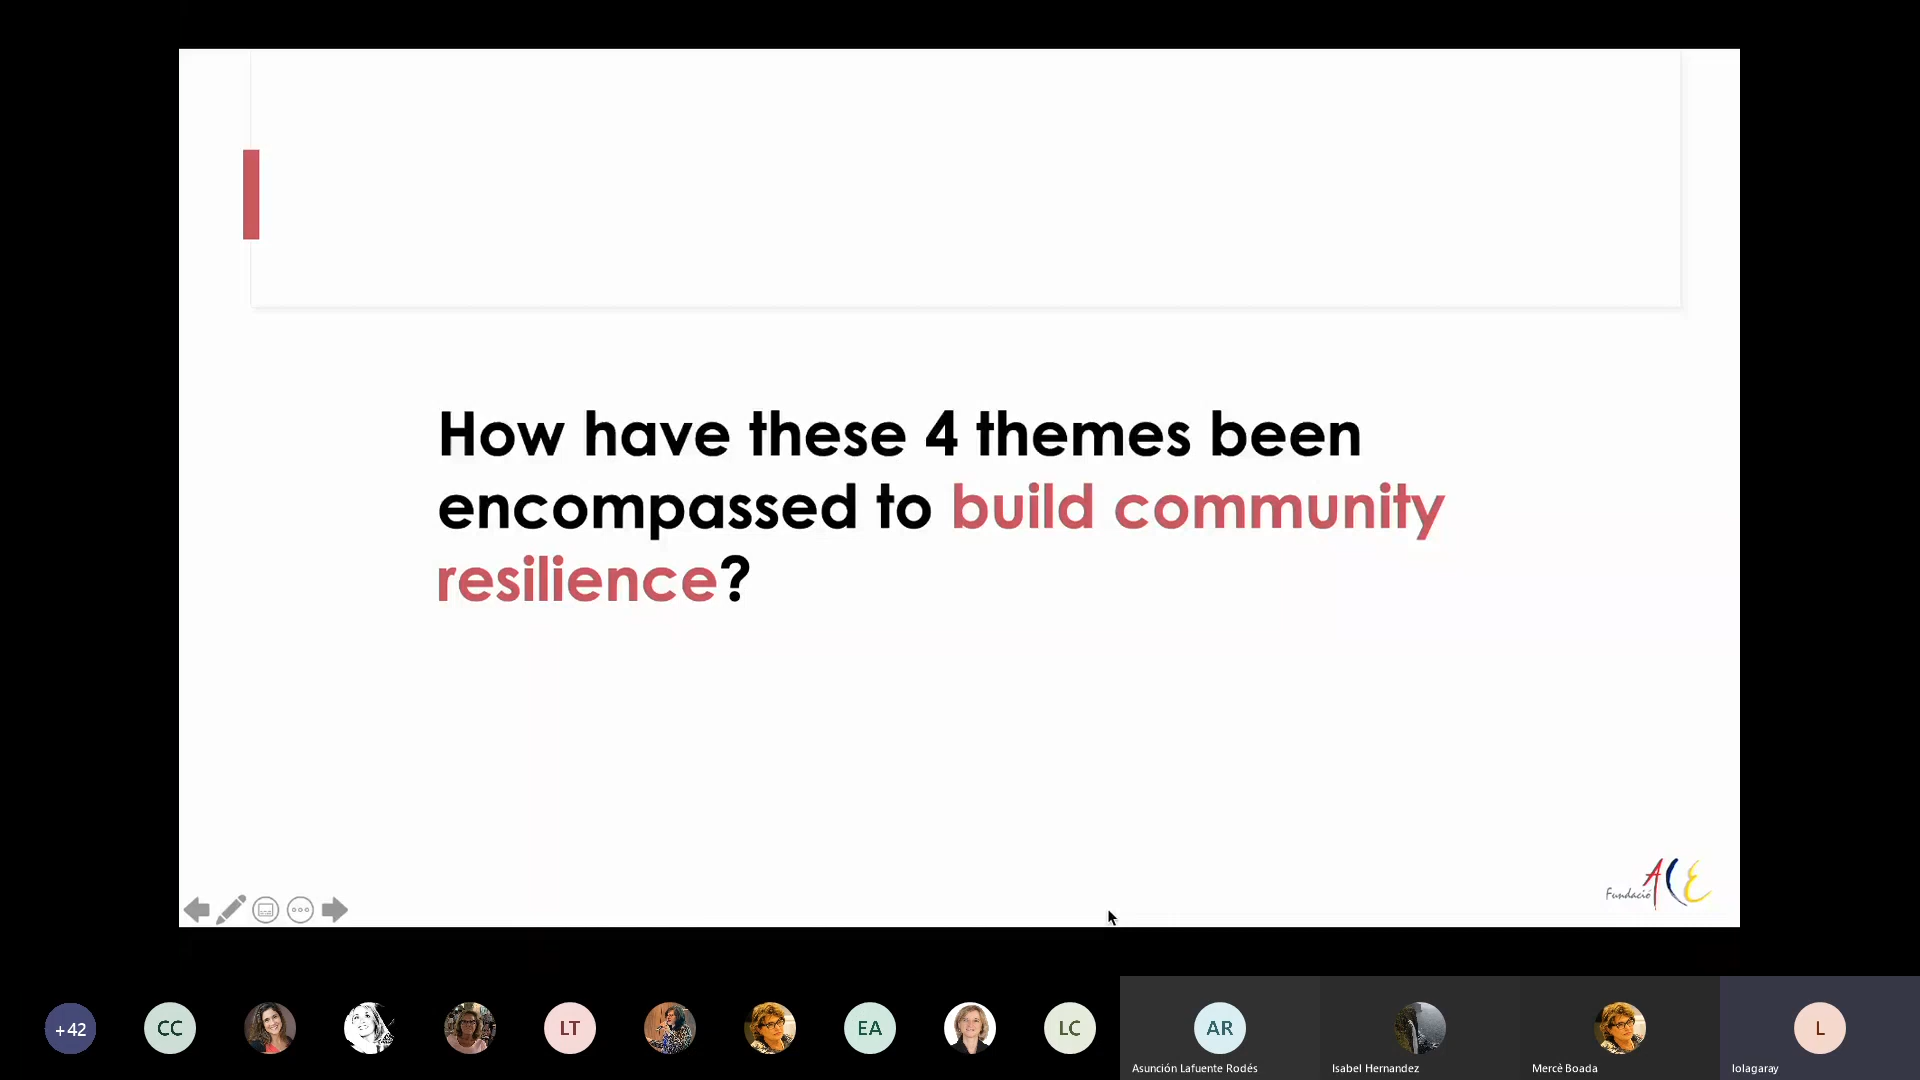 How have these 4 themes been
encompassed to build community
resilience?
Fundació ACE
+42
CC
LT
EA
LC
AR
L
Asunción Lafuente Rodés
Isabel Hernandez
Mercè Boada
lolagaray